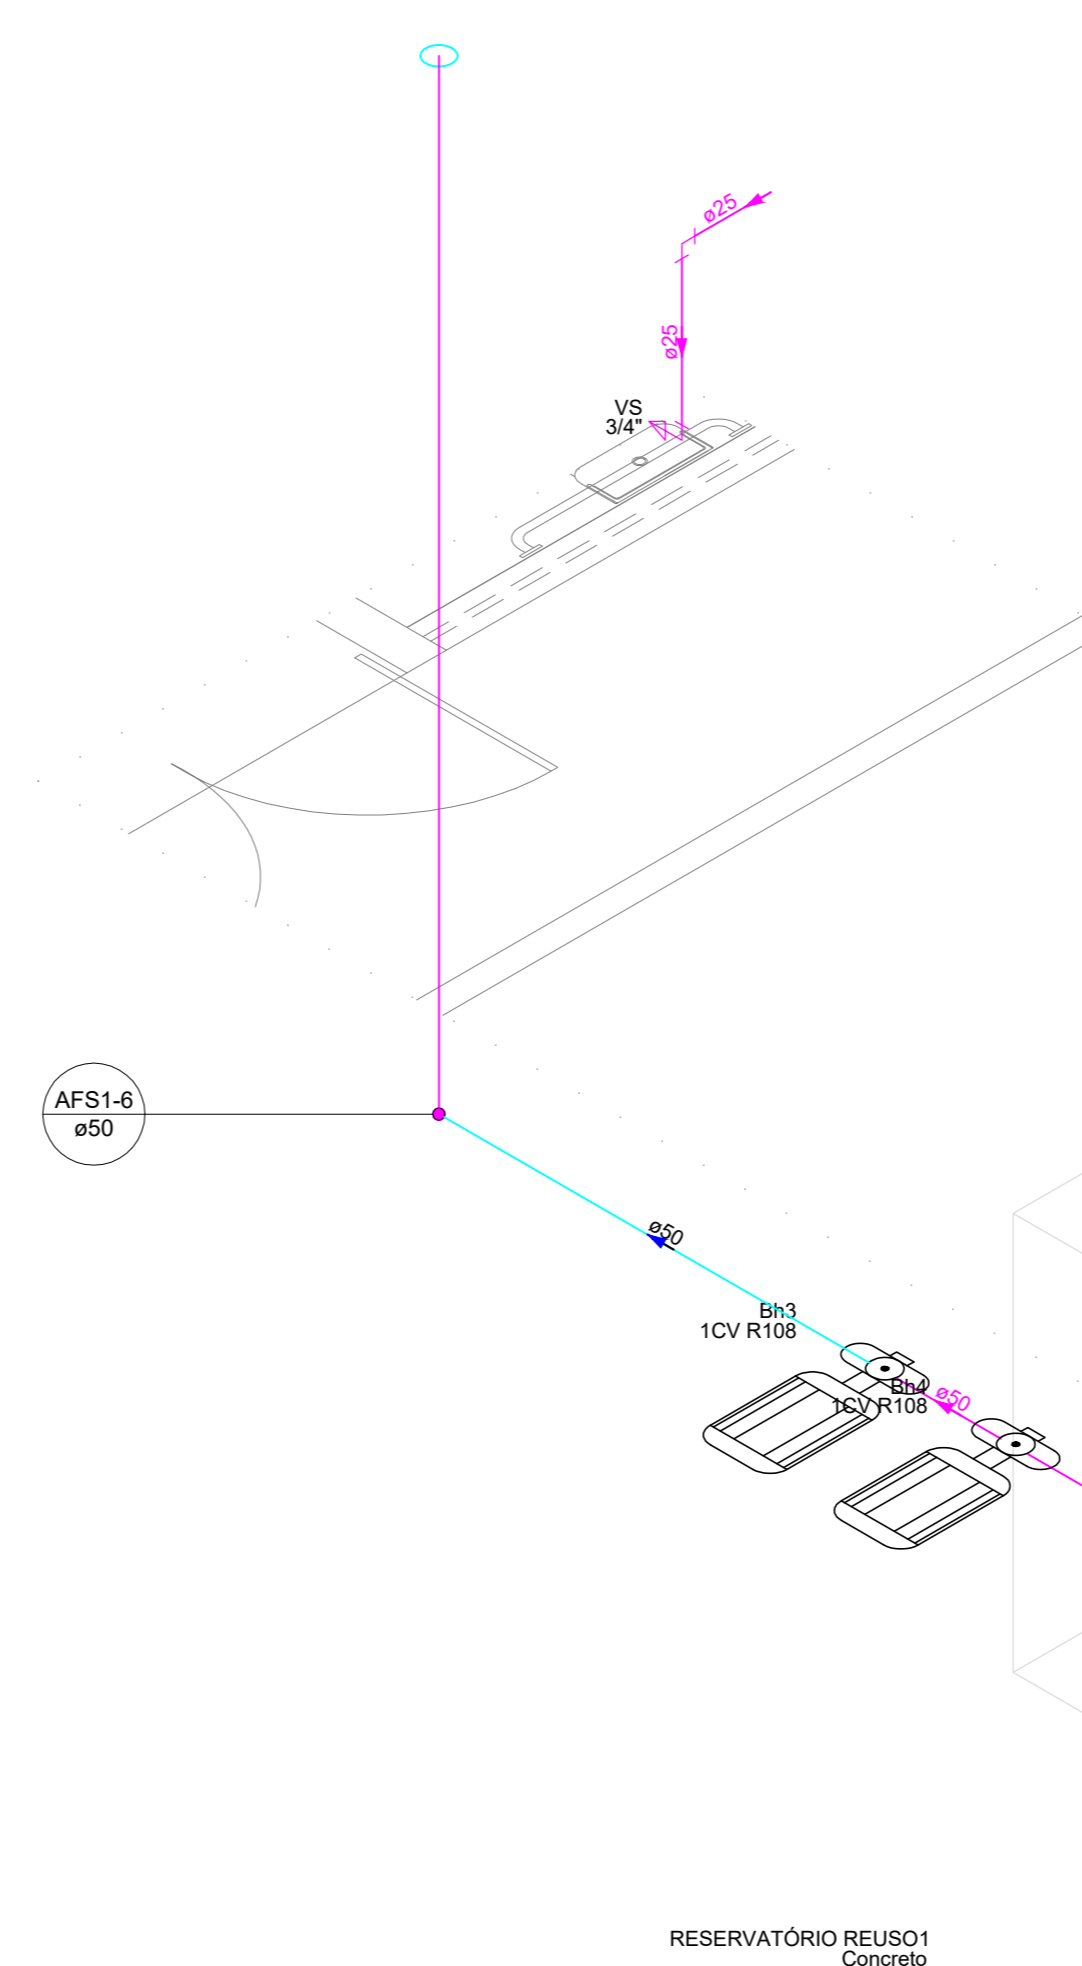 ø25
ø25
VS
3/4"
AFS1-6
ø50
ø50
Bh3
1CV R108
Bh4
1CV R108
ø50
RESERVATÓRIO REUSO1
Concreto